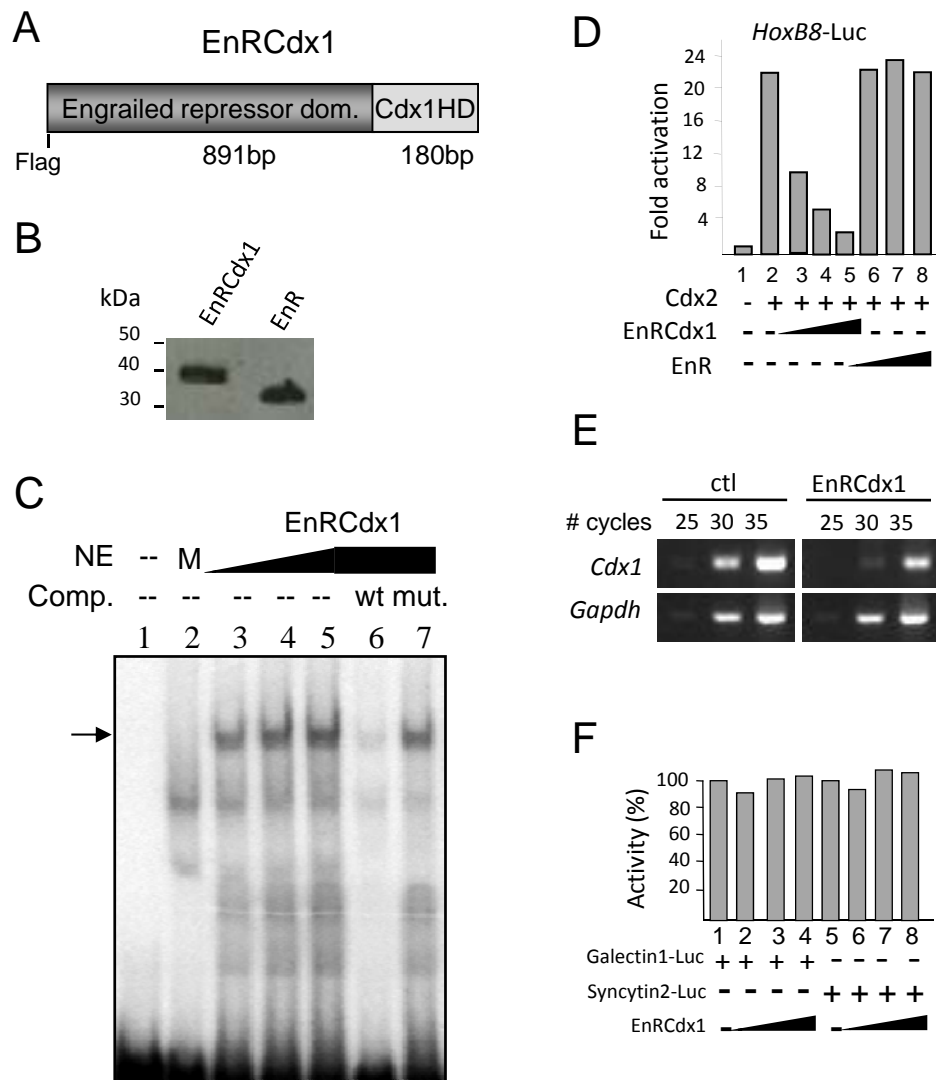 A
EnRCdx1
Engrailed repressor dom. Cdx1HD
Flag 891bp 180bp
B
kDa EnRCdx1 EnR
50
40
30
C
EnRCdx1
NE -- M
Comp. -- -- -- -- -- wt mut.
1 2 3 4 5 6 7
D
HoxB8-Luc
Fold activation
24
20
16
12
8
4
1 2 3 4 5 6 7 8
Cdx2 - + + + + + + +
EnRCdx1 - - - - -
EnR - - - - -
E
ctl EnRCdx1
# cycles 25 30 35 25 30 35
Cdx1
Gapdh
F
Activity (%)
100
80
60
40
20
1 2 3 4 5 6 7 8
Galectin1-Luc + + + + - - - -
Syncytin2-Luc - - - - + + + +
EnRCdx1 - -